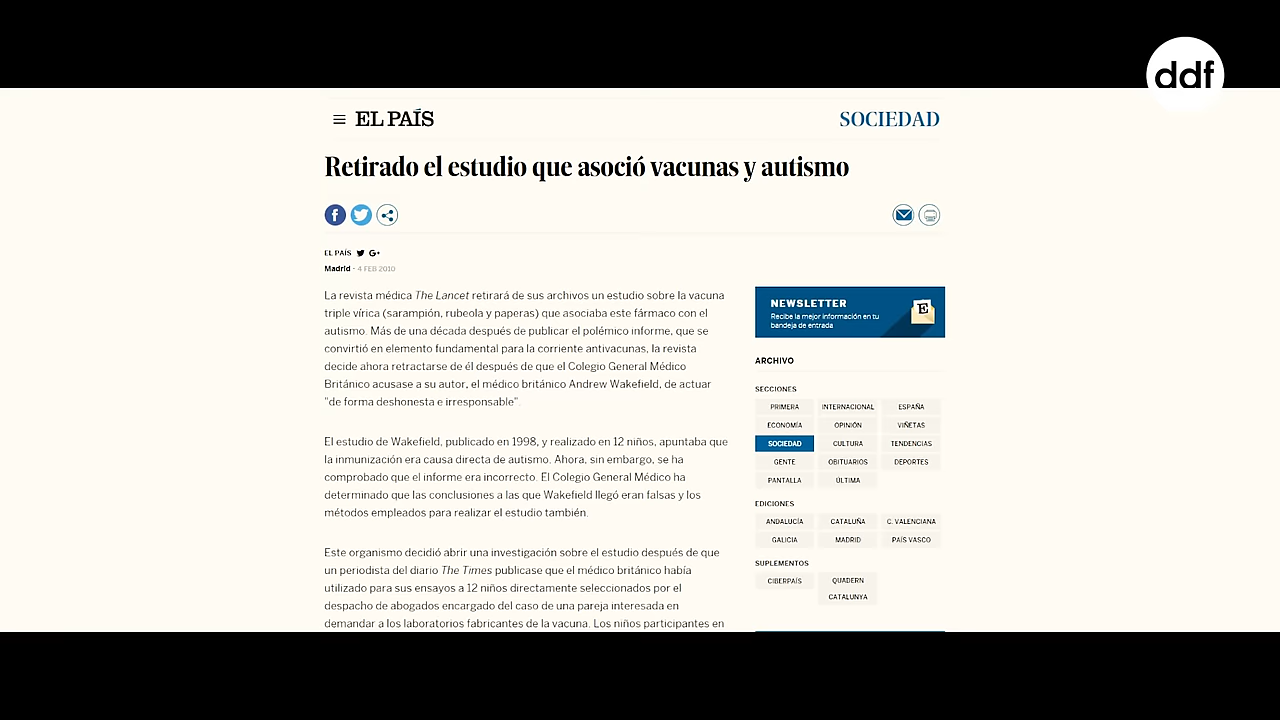 ddf
EL PAÍS
SOCIEDAD
Retirado el estudio que asoció vacunas y autismo
EL PAÍS
Madrid - 4 FEB 2010
La revista médica The Lancet retirará de sus archivos un estudio sobre la vacuna
triple vírica (sarampión, rubeola y paperas) que asociaba este fármaco con el
autismo. Más de una década después de publicar el polémico informe, que se
convirtió en elemento fundamental para la corriente antivacunas, la revista
decide ahora retractarse de él después de que el Colegio General Médico
Británico acusase a su autor, el médico británico Andrew Wakefield, de actuar
"de forma deshonesta e irresponsable".
El estudio de Wakefield, publicado en 1998, y realizado en 12 niños, apuntaba que
la inmunización era causa directa de autismo. Ahora, sin embargo, se ha
comprobado que el informe era incorrecto. El Colegio General Médico ha
determinado que las conclusiones a las que Wakefield llegó eran falsas y los
métodos empleados para realizar el estudio también.
Este organismo decidió abrir una investigación sobre el estudio después de que
un periodista del diario The Times publicase que el médico británico había
utilizado para sus ensayos a 12 niños directamente seleccionados por el
despacho de abogados encargado del caso de una pareja interesada en
demandar a los laboratorios fabricantes de la vacuna. Los niños participantes en
NEWSLETTER
Recibe la mejor información en tu
bandeja de entrada
E
ARCHIVO
SECCIONES
PRIMERA INTERNACIONAL ESPAÑA
ECONOMÍA OPINIÓN VIÑETAS
SOCIEDAD CULTURA TENDENCIAS
GENTE OBITUARIOS DEPORTES
PANTALLA ÚLTIMA
EDICIONES
ANDALUCÍA CATALUÑA C. VALENCIANA
GALICIA MADRID PAÍS VASCO
SUPLEMENTOS
CIBERPAÍS QUADERN
CATALUNYA